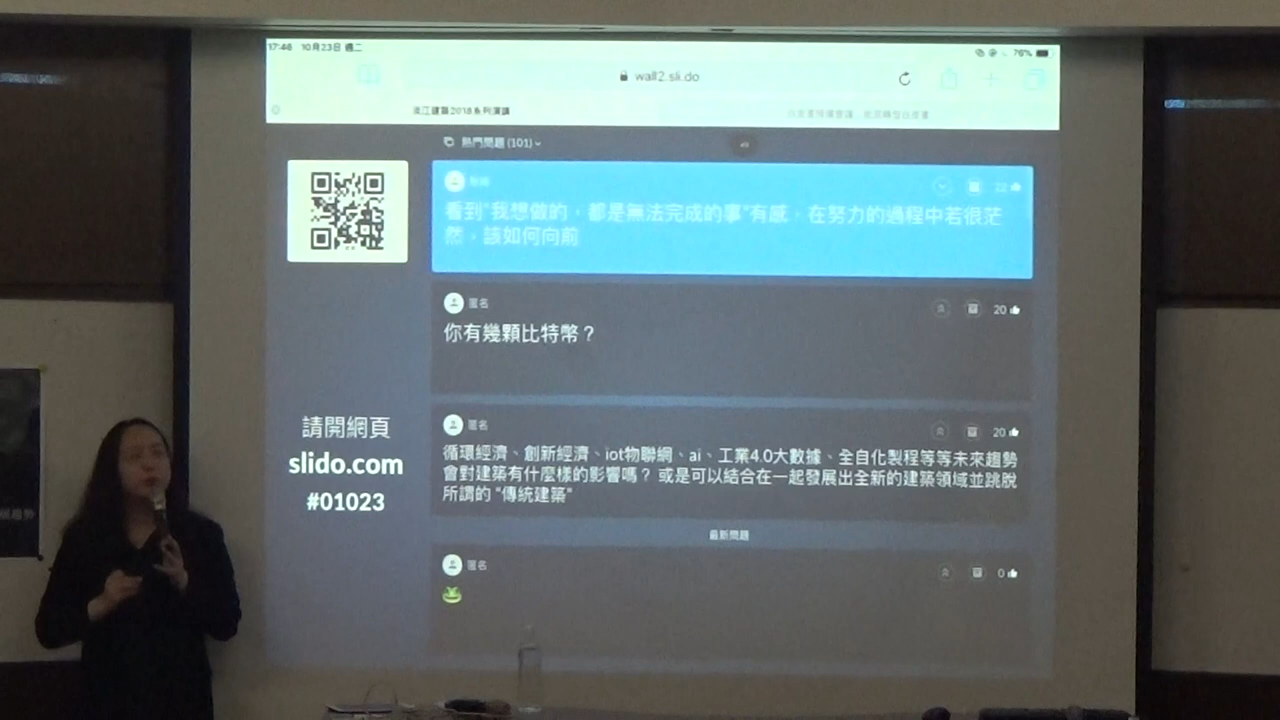 17:46 10月23日 週二
76%
wall2.sli.do
淡江建築2018系列演講
熱門問題 (101)
22
看到"我想做的，都是無法完成的事"有感，在努力的過程中若很茫
然，該如何向前
匿名
20
你有幾顆比特幣？
匿名
20
循環經濟、創新經濟、iot物聯網、ai、工業4.0大數據、全自化製程等等未來趨勢
會對建築有什麼樣的影響嗎？ 或是可以結合在一起發展出全新的建築領域並跳脫
所謂的 "傳統建築"
最新問題
匿名
0
請開網頁
slido.com
#01023